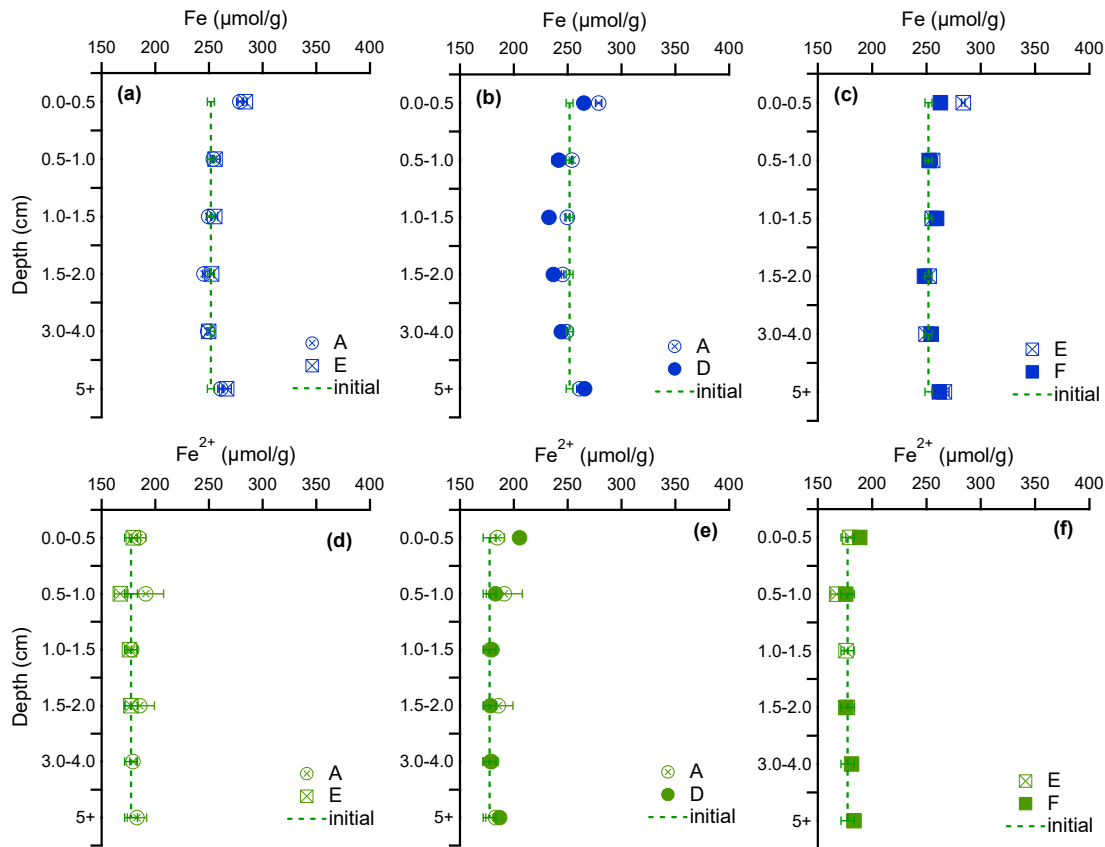 Fe (µmol/g)
150 200 250 300 350 400
(a)
Depth (cm)
0.0-0.5
0.5-1.0
1.0-1.5
1.5-2.0
3.0-4.0
5+
A
E
initial
Fe (µmol/g)
150 200 250 300 350 400
(b)
0.0-0.5
0.5-1.0
1.0-1.5
1.5-2.0
3.0-4.0
5+
A
D
initial
Fe (µmol/g)
150 200 250 300 350 400
(c)
0.0-0.5
0.5-1.0
1.0-1.5
1.5-2.0
3.0-4.0
5+
E
F
initial
Fe2+ (µmol/g)
150 200 250 300 350 400
(d)
Depth (cm)
0.0-0.5
0.5-1.0
1.0-1.5
1.5-2.0
3.0-4.0
5+
A
E
initial
Fe2+ (µmol/g)
150 200 250 300 350 400
(e)
0.0-0.5
0.5-1.0
1.0-1.5
1.5-2.0
3.0-4.0
5+
A
D
initial
Fe2+ (µmol/g)
150 200 250 300 350 400
(f)
0.0-0.5
0.5-1.0
1.0-1.5
1.5-2.0
3.0-4.0
5+
E
F
initial